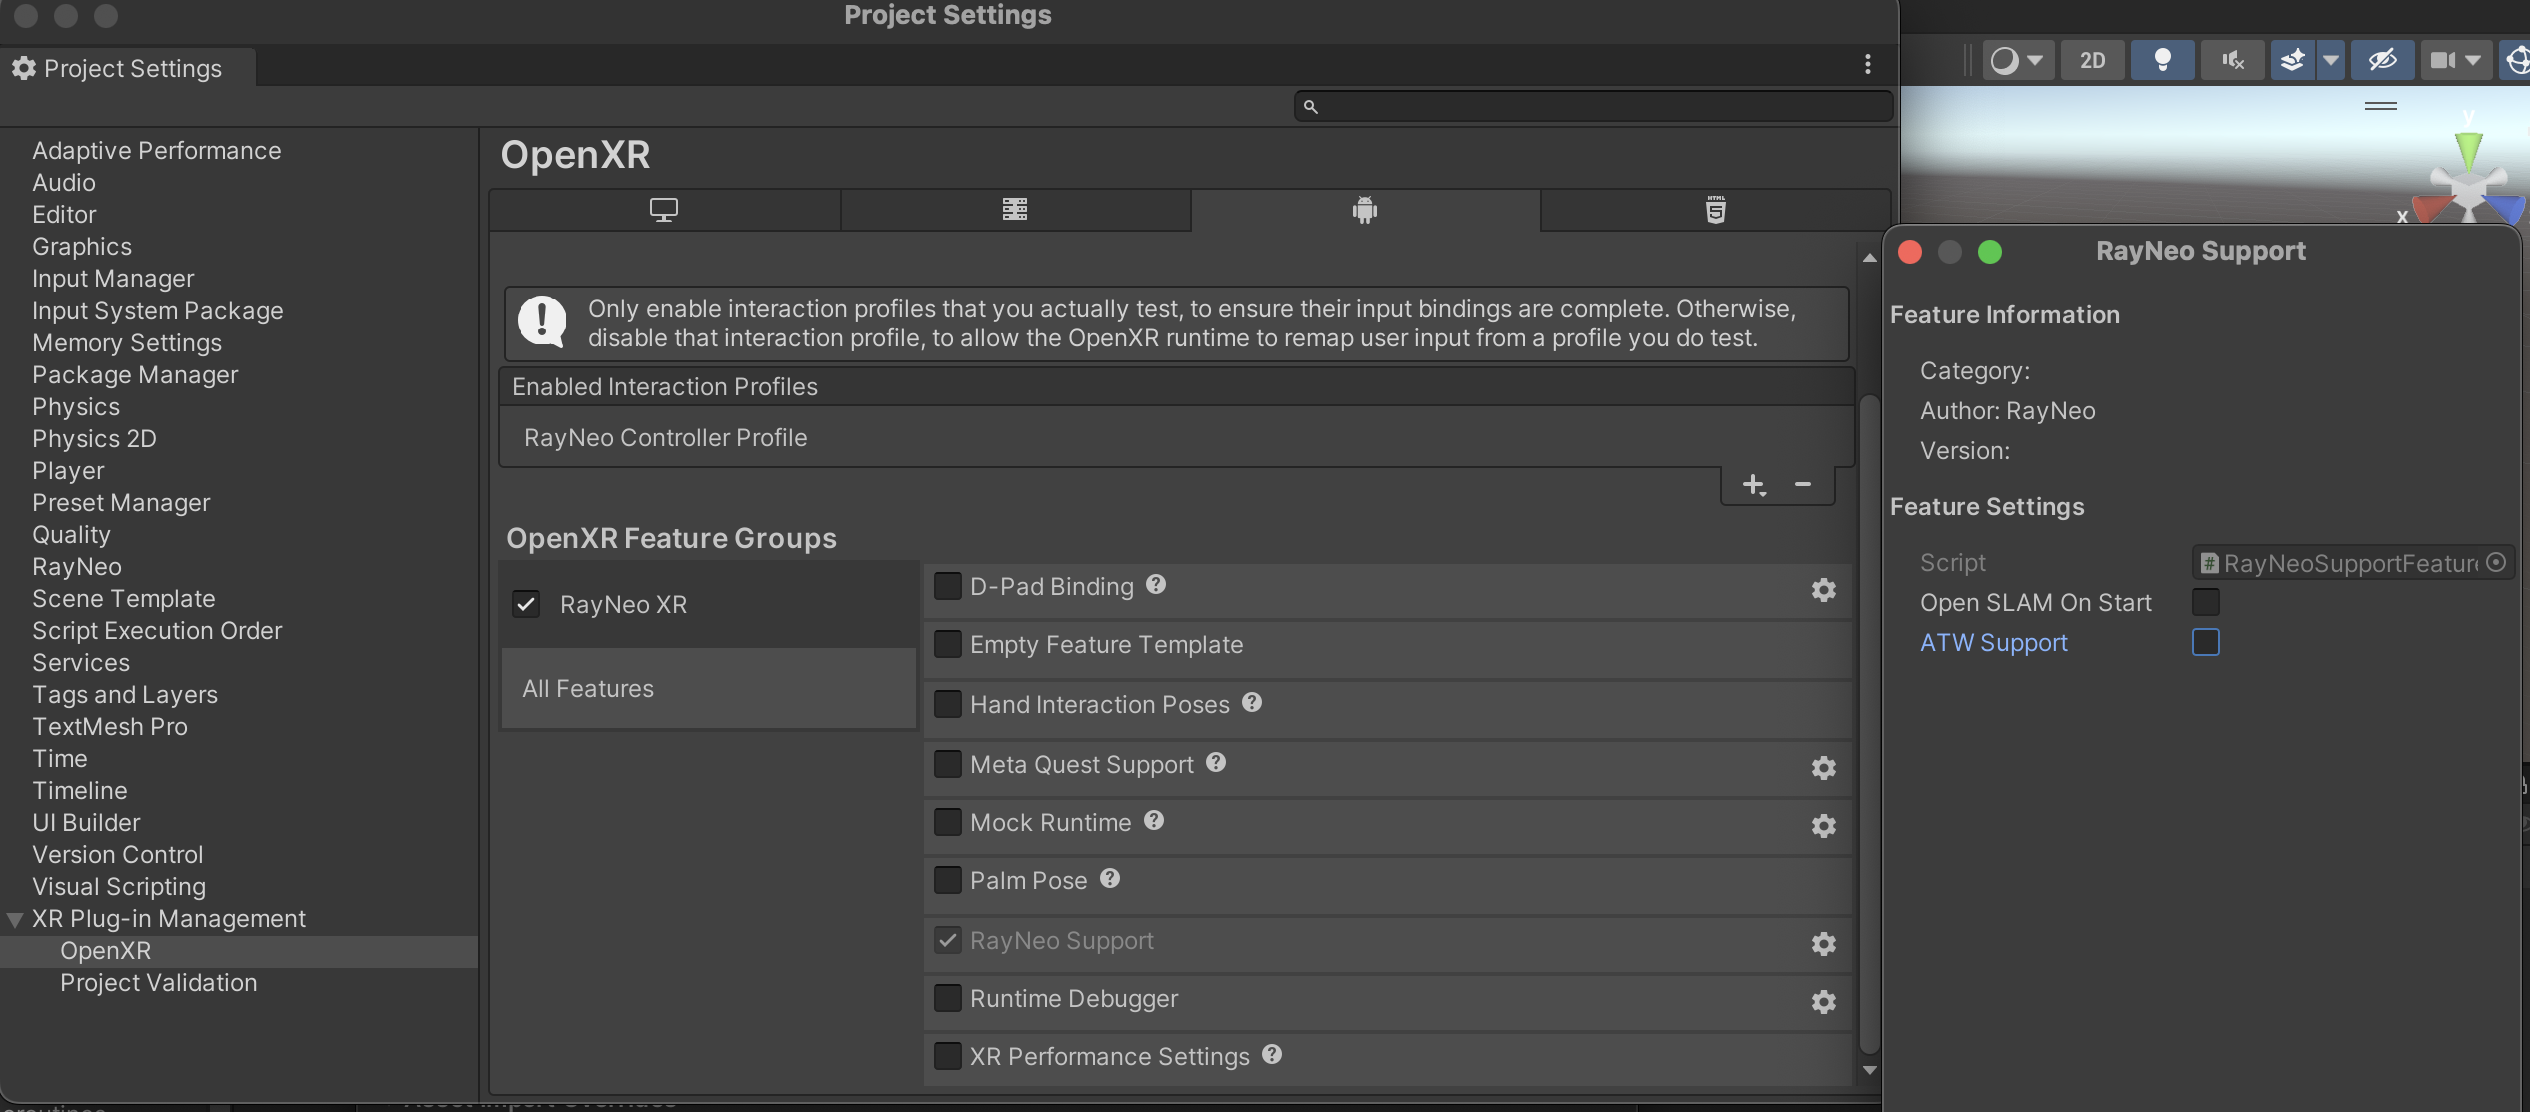 Project Settings
Project Settings
2D
Adaptive Performance
Audio
Editor
Graphics
Input Manager
Input System Package
Memory Settings
Package Manager
Physics
Physics 2D
Player
Preset Manager
Quality
RayNeo
Scene Template
Script Execution Order
Services
Tags and Layers
TextMesh Pro
Time
Timeline
UI Builder
Version Control
Visual Scripting
XR Plug-in Management
OpenXR
Project Validation
OpenXR
HTML
5
Only enable interaction profiles that you actually test, to ensure their input bindings are complete. Otherwise,
disable that interaction profile, to allow the OpenXR runtime to remap user input from a profile you do test.
Enabled Interaction Profiles
RayNeo Controller Profile
OpenXR Feature Groups
RayNeo XR
All Features
D-Pad Binding
Empty Feature Template
Hand Interaction Poses
Meta Quest Support
Mock Runtime
Palm Pose
RayNeo Support
Runtime Debugger
XR Performance Settings
y
x
RayNeo Support
Feature Information
Category:
Author: RayNeo
Version:
Feature Settings
Script
# RayNeoSupportFeature
Open SLAM On Start
ATW Support